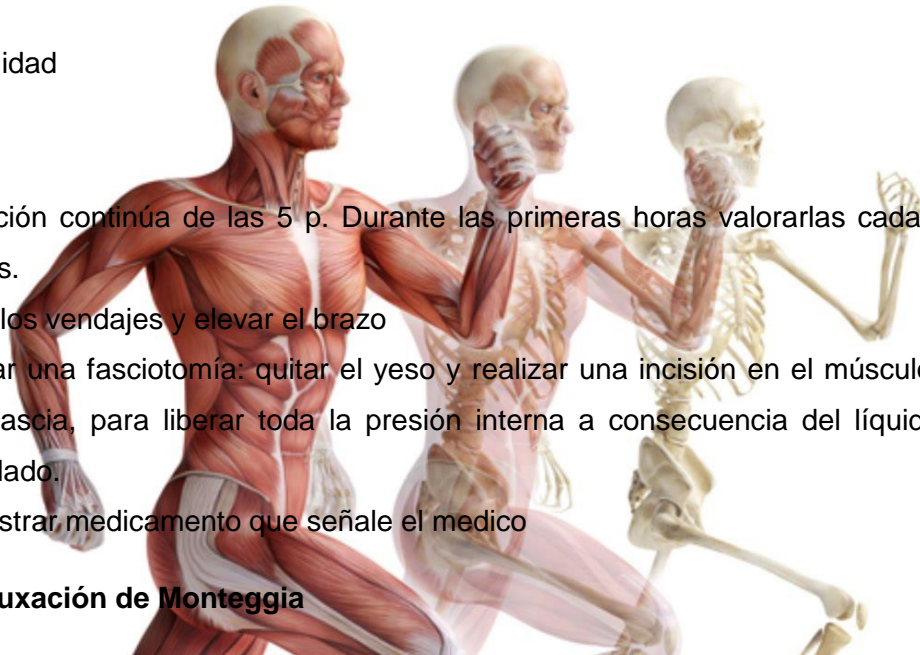 idad
ción continúa de las 5 p. Durante las primeras horas valorarlas cada
s.
los vendajes y elevar el brazo
ar una fasciotomía: quitar el yeso y realizar una incisión en el músculo
ascia, para liberar toda la presión interna a consecuencia del líquid
lado.
strar medicamento que señale el medico
uxación de Monteggia